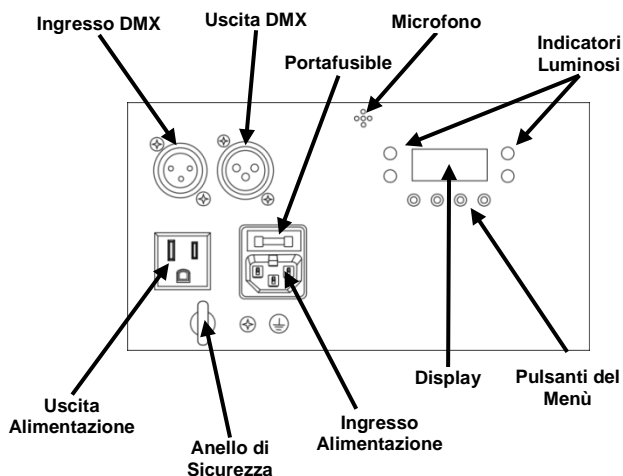 Ingresso DMX
Uscita DMX
Microfono
Indicatori
Luminosi
Portafusible
Uscita
Alimentazione
Anello di
Sicurezza
Ingresso
Alimentazione
Display
Pulsanti del
Menù